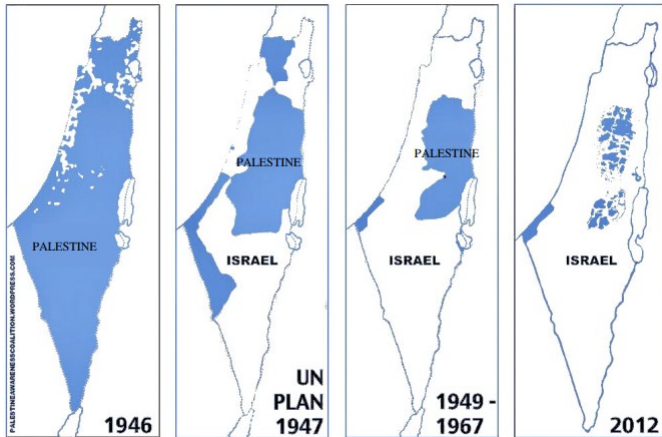 PALESTINEAWARENESSCOALITION.WORDPRESS.COM
PALESTINE
1946
PALESTINE
ISRAEL
UN
PLAN
1947
PALESTINE
ISRAEL
1949 -
1967
ISRAEL
2012